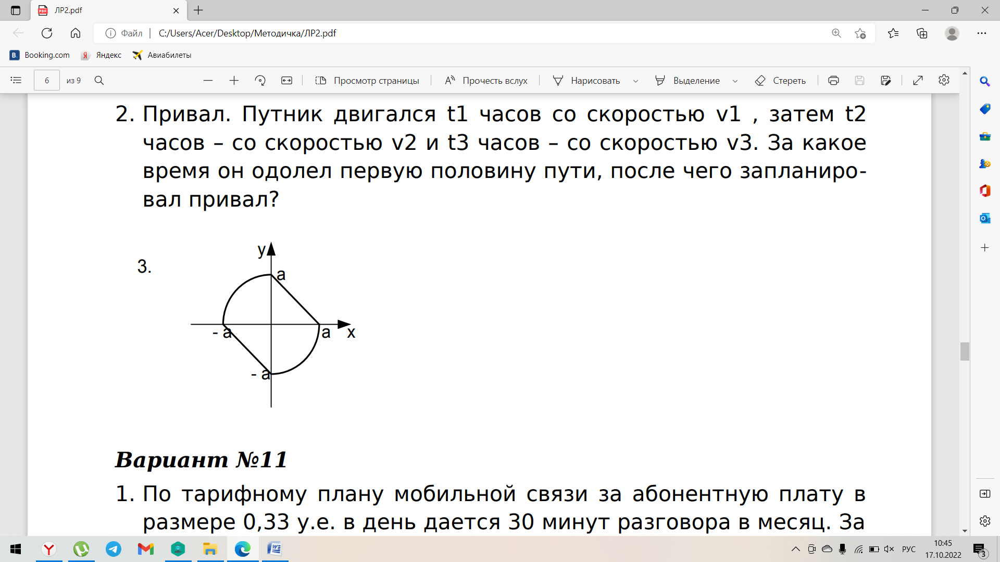 ЛР2.pdf
Файл
C:/Users/Acer/Desktop/Методичка/ЛР2.pdf
Booking.com
Яндекс
Авиабилеты
6 из 9
Просмотр страницы
Прочесть вслух
Нарисовать
Выделение
Стереть
2. Привал. Путник двигался t1 часов со скоростью v1 , затем t2
часов – со скоростью v2 и t3 часов – со скоростью v3. За какое
время он одолел первую половину пути, после чего запланиро-
вал привал?
3.
y
a
- a
a
x
- a
Вариант №11
1. По тарифному плану мобильной связи за абонентную плату в
размере 0,33 у.е. в день дается 30 минут разговора в месяц. За
РУС
10:45
17.10.2022
3